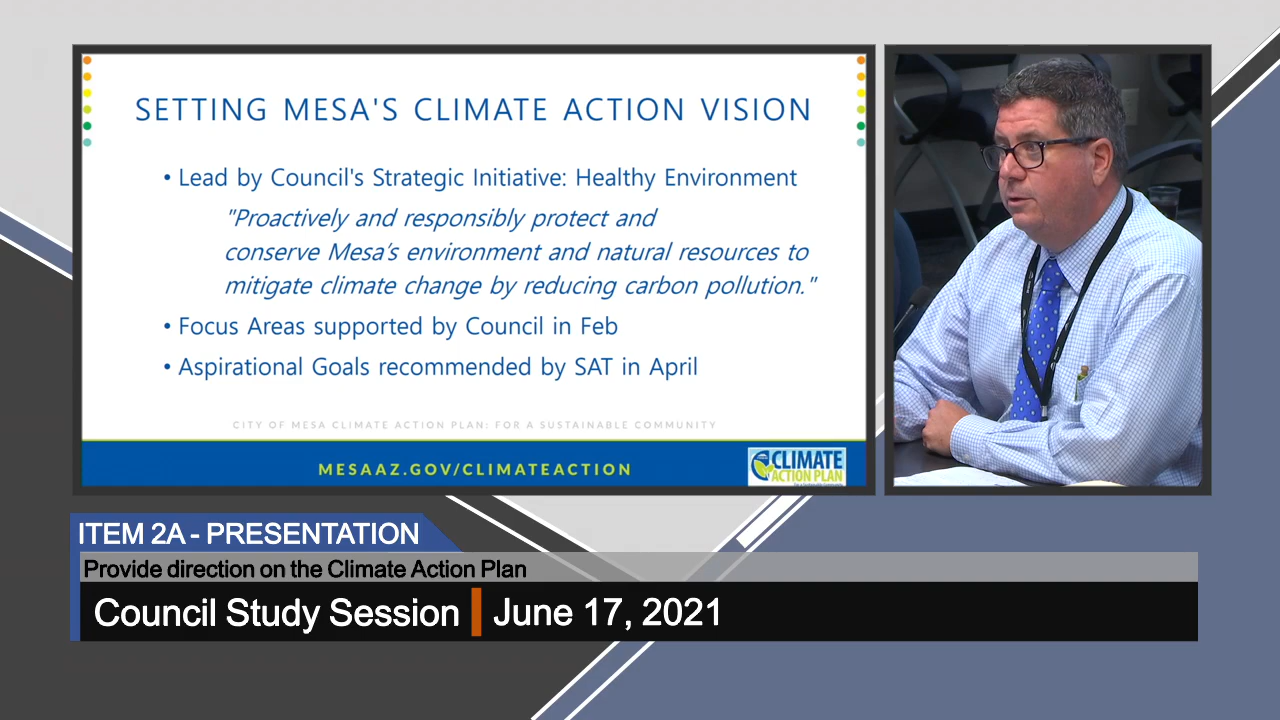 SETTING MESA'S CLIMATE ACTION VISION
• Lead by Council's Strategic Initiative: Healthy Environment
"Proactively and responsibly protect and
conserve Mesa's environment and natural resources to
mitigate climate change by reducing carbon pollution."
• Focus Areas supported by Council in Feb
• Aspirational Goals recommended by SAT in April
CITY OF MESA CLIMATE ACTION PLAN: FOR A SUSTAINABLE COMMUNITY
MESAAZ.GOV/CLIMATEACTION
CLIMATE
ACTION PLAN
For a Sustainable Community
ITEM 2A - PRESENTATION
Provide direction on the Climate Action Plan
Council Study Session
June 17, 2021